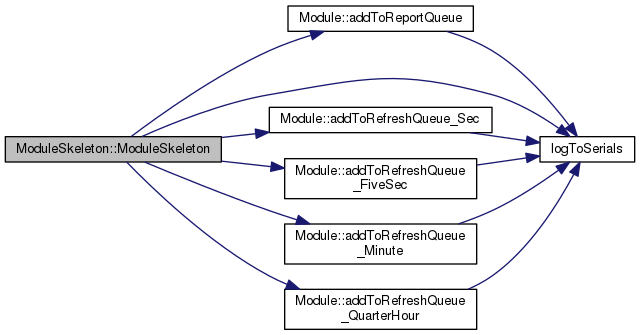 Module::addToReportQueue
Module::addToRefreshQueue_Sec
ModuleSkeleton::ModuleSkeleton
logToSerials
Module::addToRefreshQueue
_FiveSec
Module::addToRefreshQueue
_Minute
Module::addToRefreshQueue
_QuarterHour